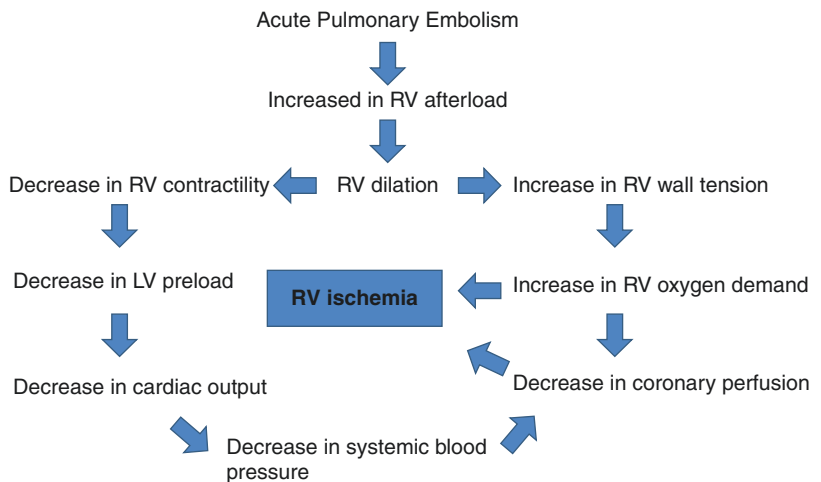 Acute Pulmonary Embolism
Increased in RV afterload
Decrease in RV contractility
RV dilation
Increase in RV wall tension
Decrease in LV preload
RV ischemia
Increase in RV oxygen demand
Decrease in cardiac output
Decrease in coronary perfusion
Decrease in systemic blood
pressure